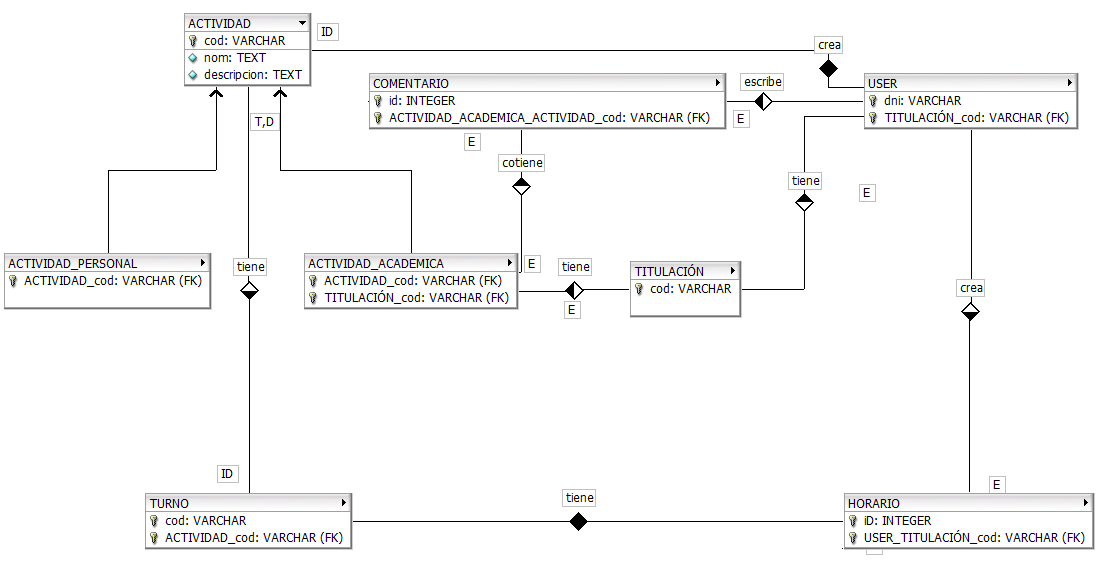 ACTIVIDAD
cod: VARCHAR
nom: TEXT
descripcion: TEXT
ID
crea
T,D
COMENTARIO
id: INTEGER
ACTIVIDAD_ACADEMICA_ACTIVIDAD_cod: VARCHAR (FK)
escribe
E
USER
dni: VARCHAR
TITULACIÓN_cod: VARCHAR (FK)
E
cotiene
tiene
E
ACTIVIDAD_PERSONAL
ACTIVIDAD_cod: VARCHAR (FK)
tiene
ACTIVIDAD_ACADEMICA
ACTIVIDAD_cod: VARCHAR (FK)
TITULACIÓN_cod: VARCHAR (FK)
E
tiene
E
TITULACIÓN
cod: VARCHAR
crea
ID
E
TURNO
cod: VARCHAR
ACTIVIDAD_cod: VARCHAR (FK)
tiene
HORARIO
iD: INTEGER
USER_TITULACIÓN_cod: VARCHAR (FK)